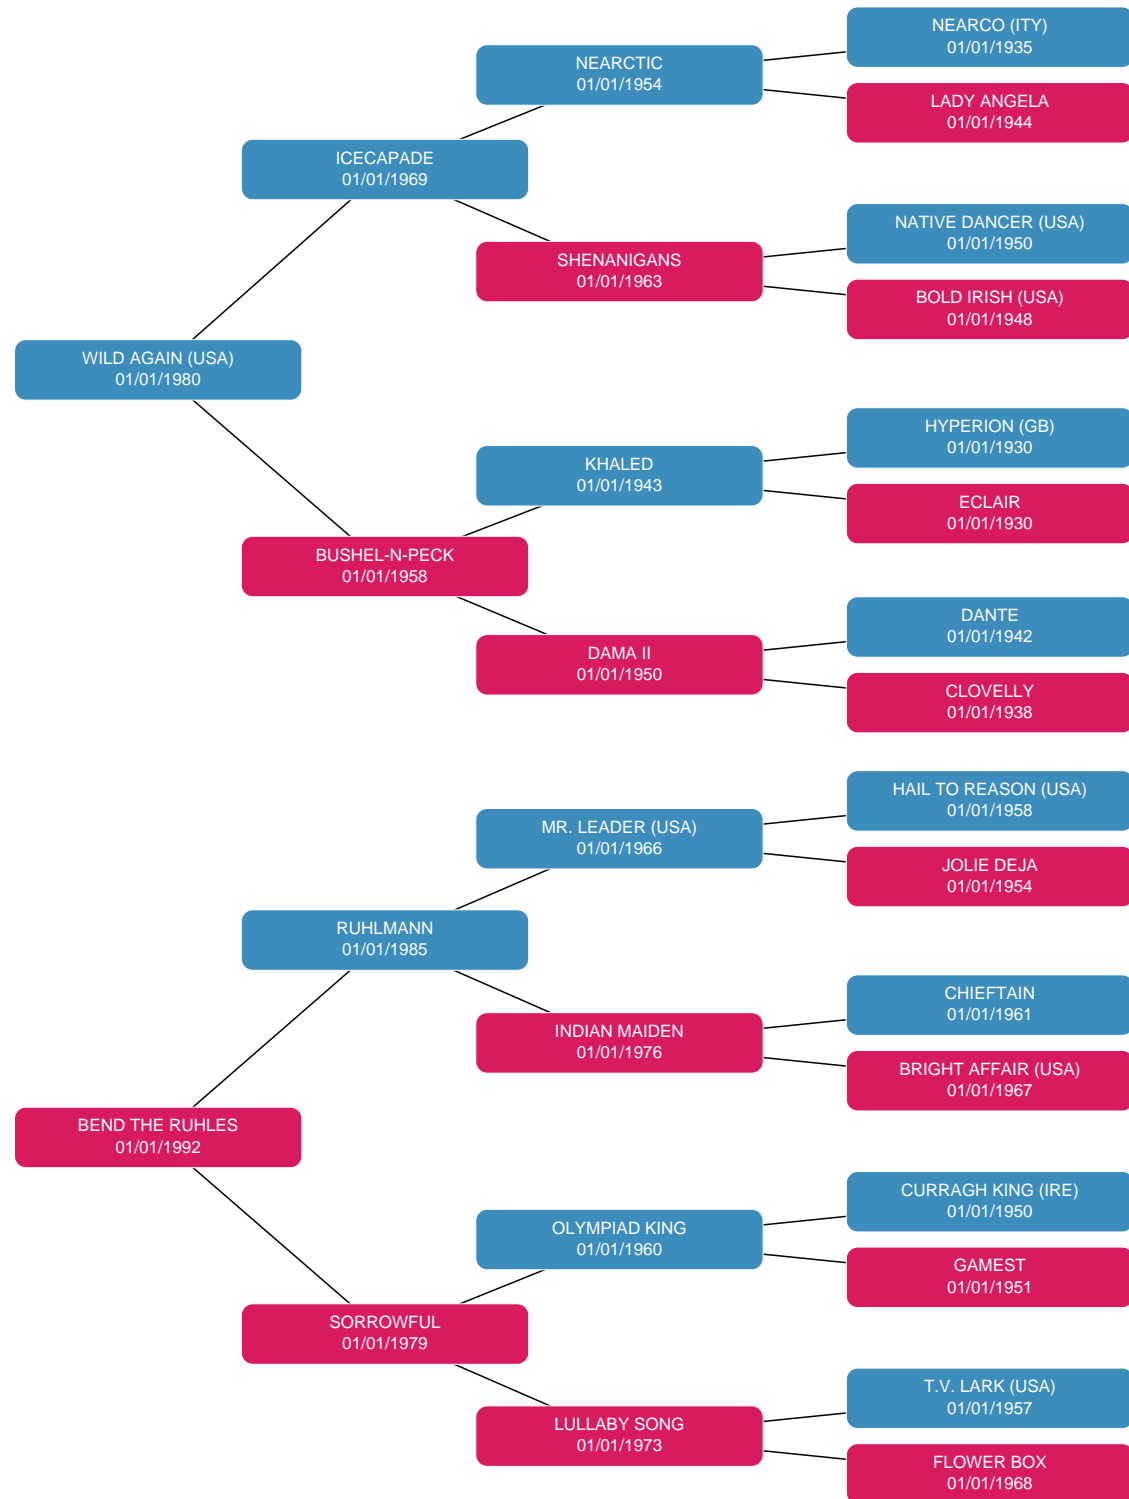 NEARCO (ITY)
01/01/1935
NEARCTIC
01/01/1954
LADY ANGELA
01/01/1944
ICECAPADE
01/01/1969
NATIVE DANCER (USA)
01/01/1950
SHENANIGANS
01/01/1963
BOLD IRISH (USA)
01/01/1948
WILD AGAIN (USA)
01/01/1980
HYPERION (GB)
01/01/1930
KHALED
01/01/1943
ECLAIR
01/01/1930
BUSHEL-N-PECK
01/01/1958
DANTE
01/01/1942
DAMA II
01/01/1950
CLOVELLY
01/01/1938
HAIL TO REASON (USA)
01/01/1958
MR. LEADER (USA)
01/01/1966
JOLIE DEJA
01/01/1954
RUHLMANN
01/01/1985
CHIEFTAIN
01/01/1961
INDIAN MAIDEN
01/01/1976
BRIGHT AFFAIR (USA)
01/01/1967
BEND THE RUHLES
01/01/1992
CURRAGH KING (IRE)
01/01/1950
OLYMPIAD KING
01/01/1960
GAMEST
01/01/1951
SORROWFUL
01/01/1979
T.V. LARK (USA)
01/01/1957
LULLABY SONG
01/01/1973
FLOWER BOX
01/01/1968